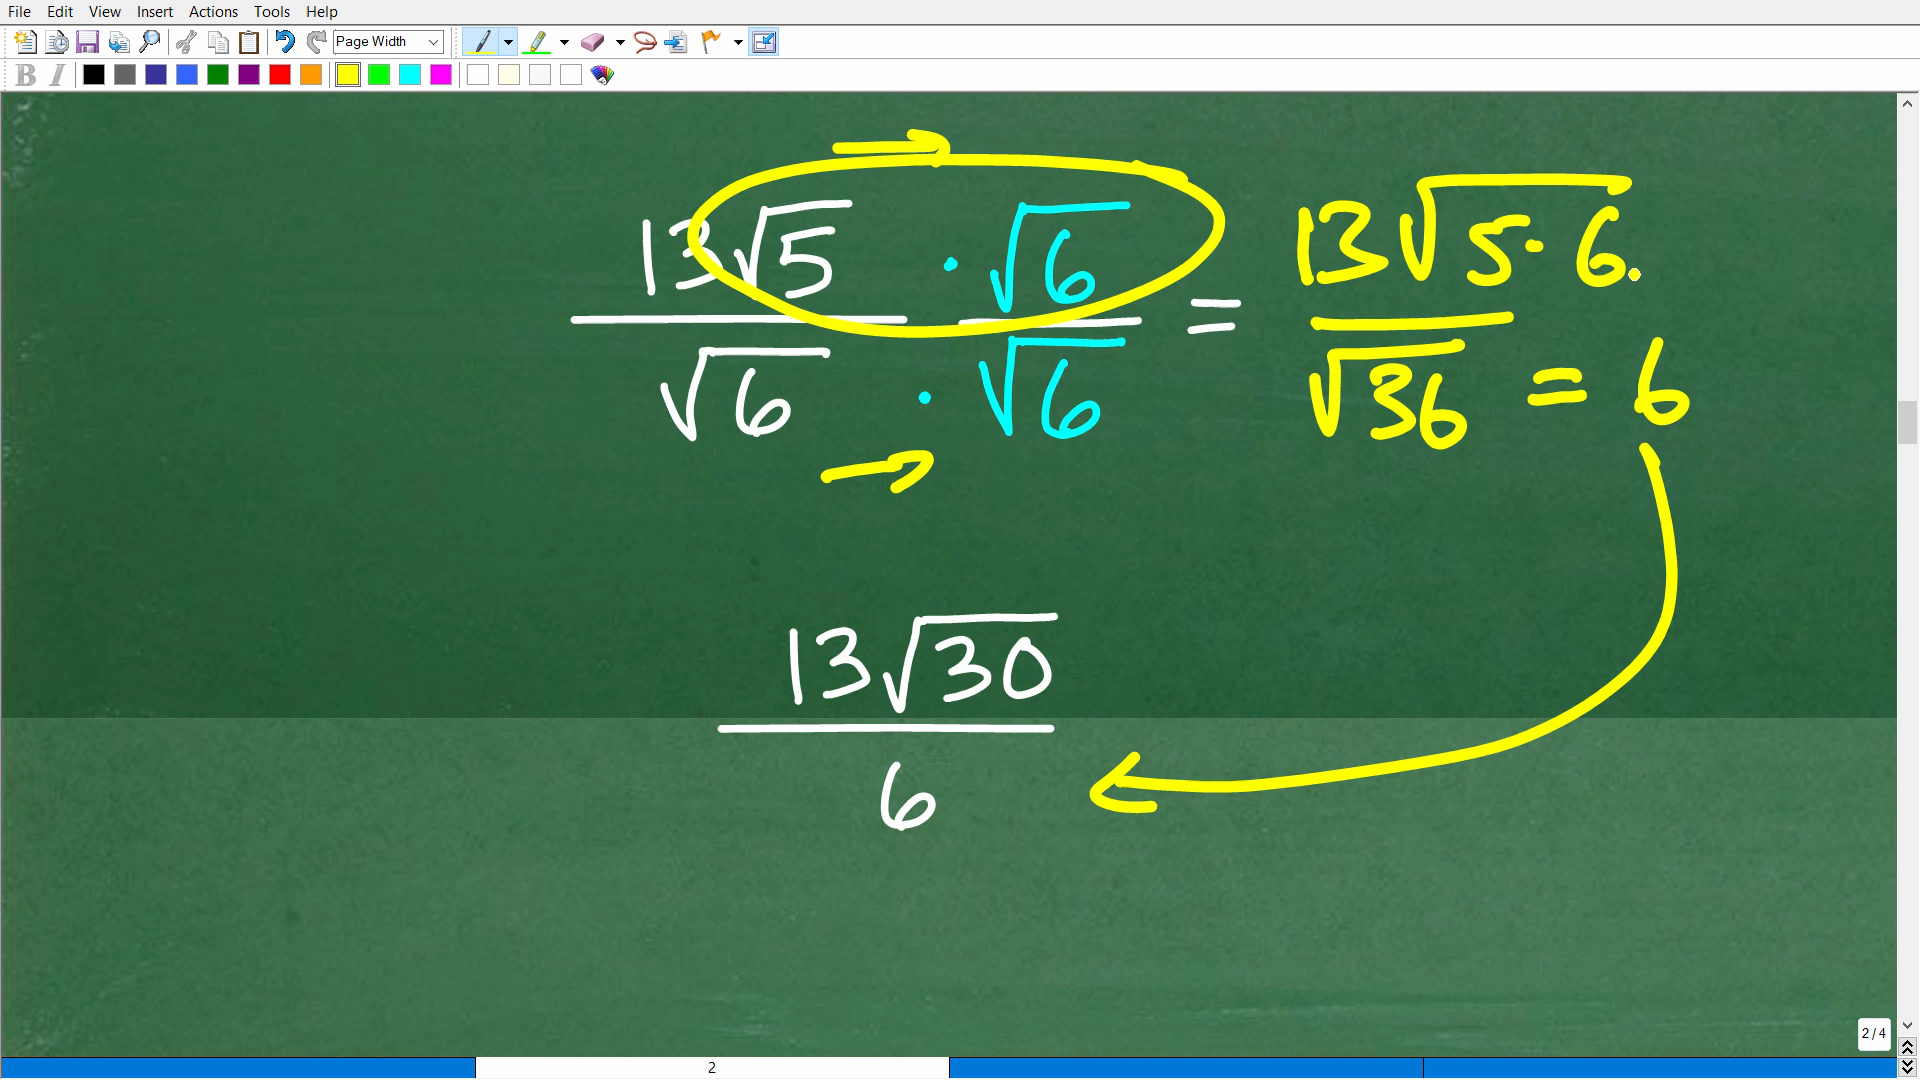 File Edit View Insert Actions Tools Help
Page Width
B I
13√5 · √6 = 13√5·6
√6 · √6 √36 = 6
13√30
6
2 / 4
2